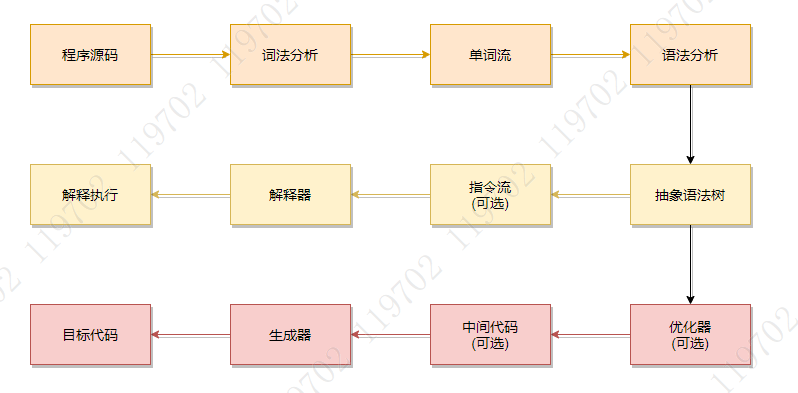 程序源码
词法分析
单词流
语法分析
解释执行
解释器
指令流
(可选)
抽象语法树
目标代码
生成器
中间代码
(可选)
优化器
(可选)
119702 119702
119702 119702
119702 119702
119702 119702
119702
119702